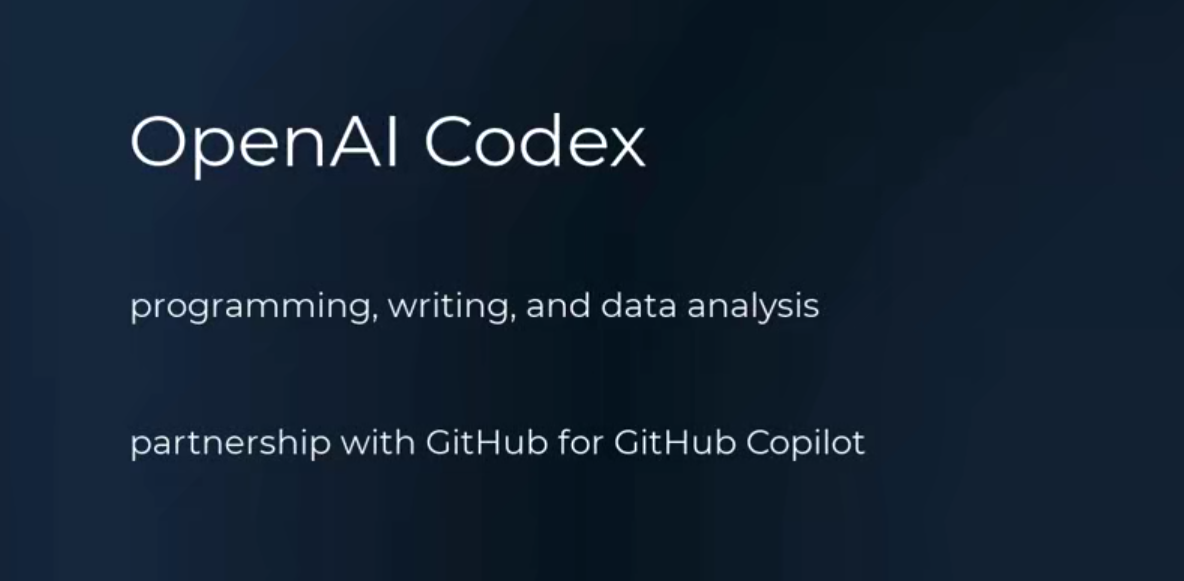 OpenAI Codex
programming, writing, and data analysis
partnership with GitHub for GitHub Copilot